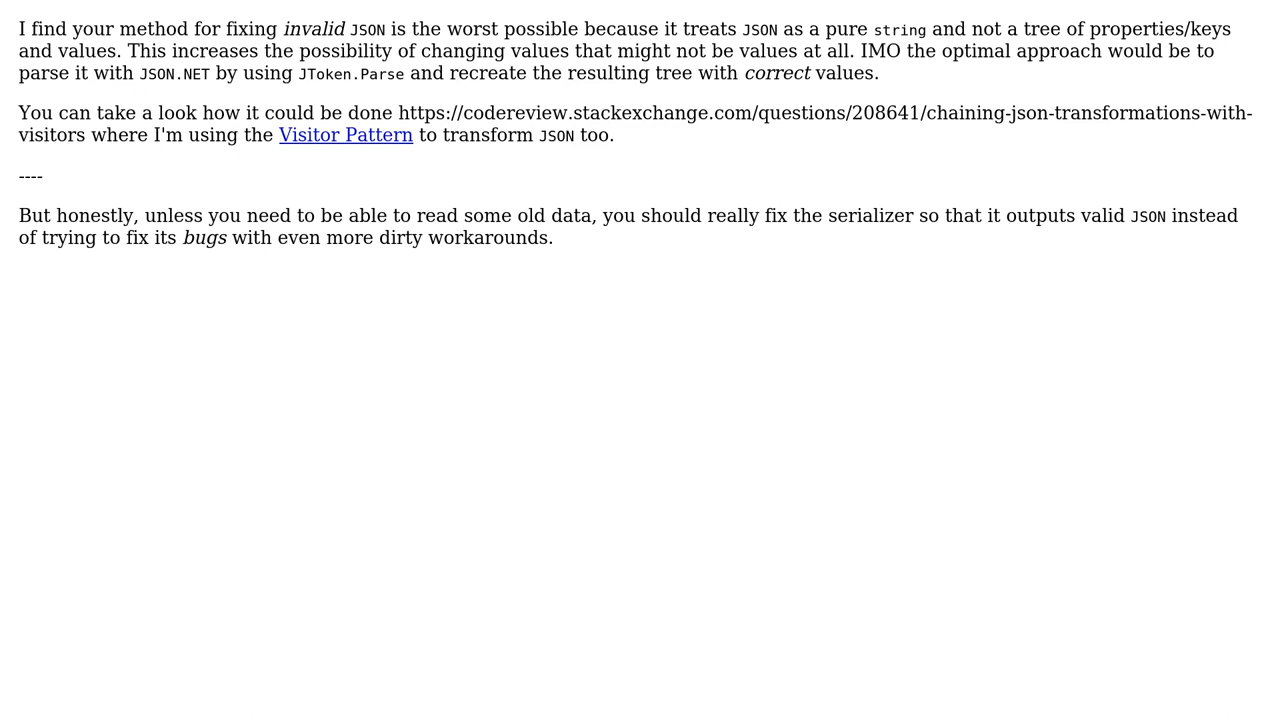 I find your method for fixing invalid JSON is the worst possible because it treats JSON as a pure string and not a tree of properties/keys
and values. This increases the possibility of changing values that might not be values at all. IMO the optimal approach would be to
parse it with JSON.NET by using JToken.Parse and recreate the resulting tree with correct values.
You can take a look how it could be done https://codereview.stackexchange.com/questions/208641/chaining-json-transformations-with-
visitors where I'm using the Visitor Pattern to transform JSON too.
----
But honestly, unless you need to be able to read some old data, you should really fix the serializer so that it outputs valid JSON instead
of trying to fix its bugs with even more dirty workarounds.